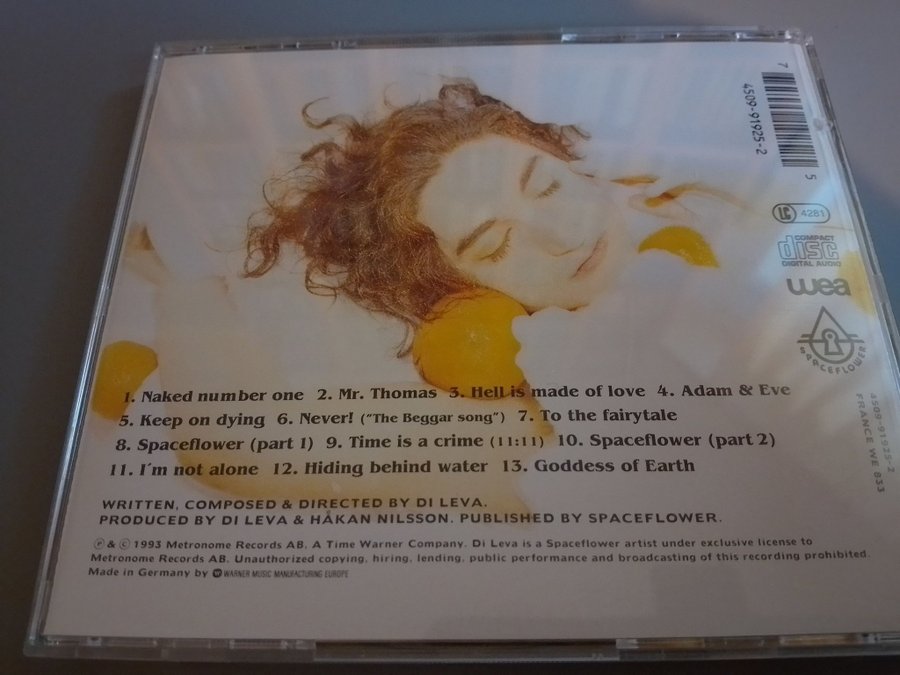 1. Naked number one 2. Mr. Thomas 3. Hell is made of love 4. Adam & Eve
5. Keep on dying 6. Never! ("The Beggar song") 7. To the fairytale
8. Spaceflower (part 1) 9. Time is a crime (11:11) 10. Spaceflower (part 2)
11. I´m not alone 12. Hiding behind water 13. Goddess of Earth
WRITTEN, COMPOSED & DIRECTED BY DI LEVA.
PRODUCED BY DI LEVA & HÅKAN NILSSON. PUBLISHED BY SPACEFLOWER.
℗ & © 1993 Metronome Records AB. A Time Warner Company. Di Leva is a Spaceflower artist under exclusive license to
Metronome Records AB. Unauthorized copying, hiring, lending, public performance and broadcasting of this recording prohibited.
Made in Germany by WARNER MUSIC MANUFACTURING EUROPE
7 4509-91925-2 5
LC 4281
COMPACT
disc
DIGITAL AUDIO
wea
SPACEFLOWER
4509-91925-2
FRANCE WE 833